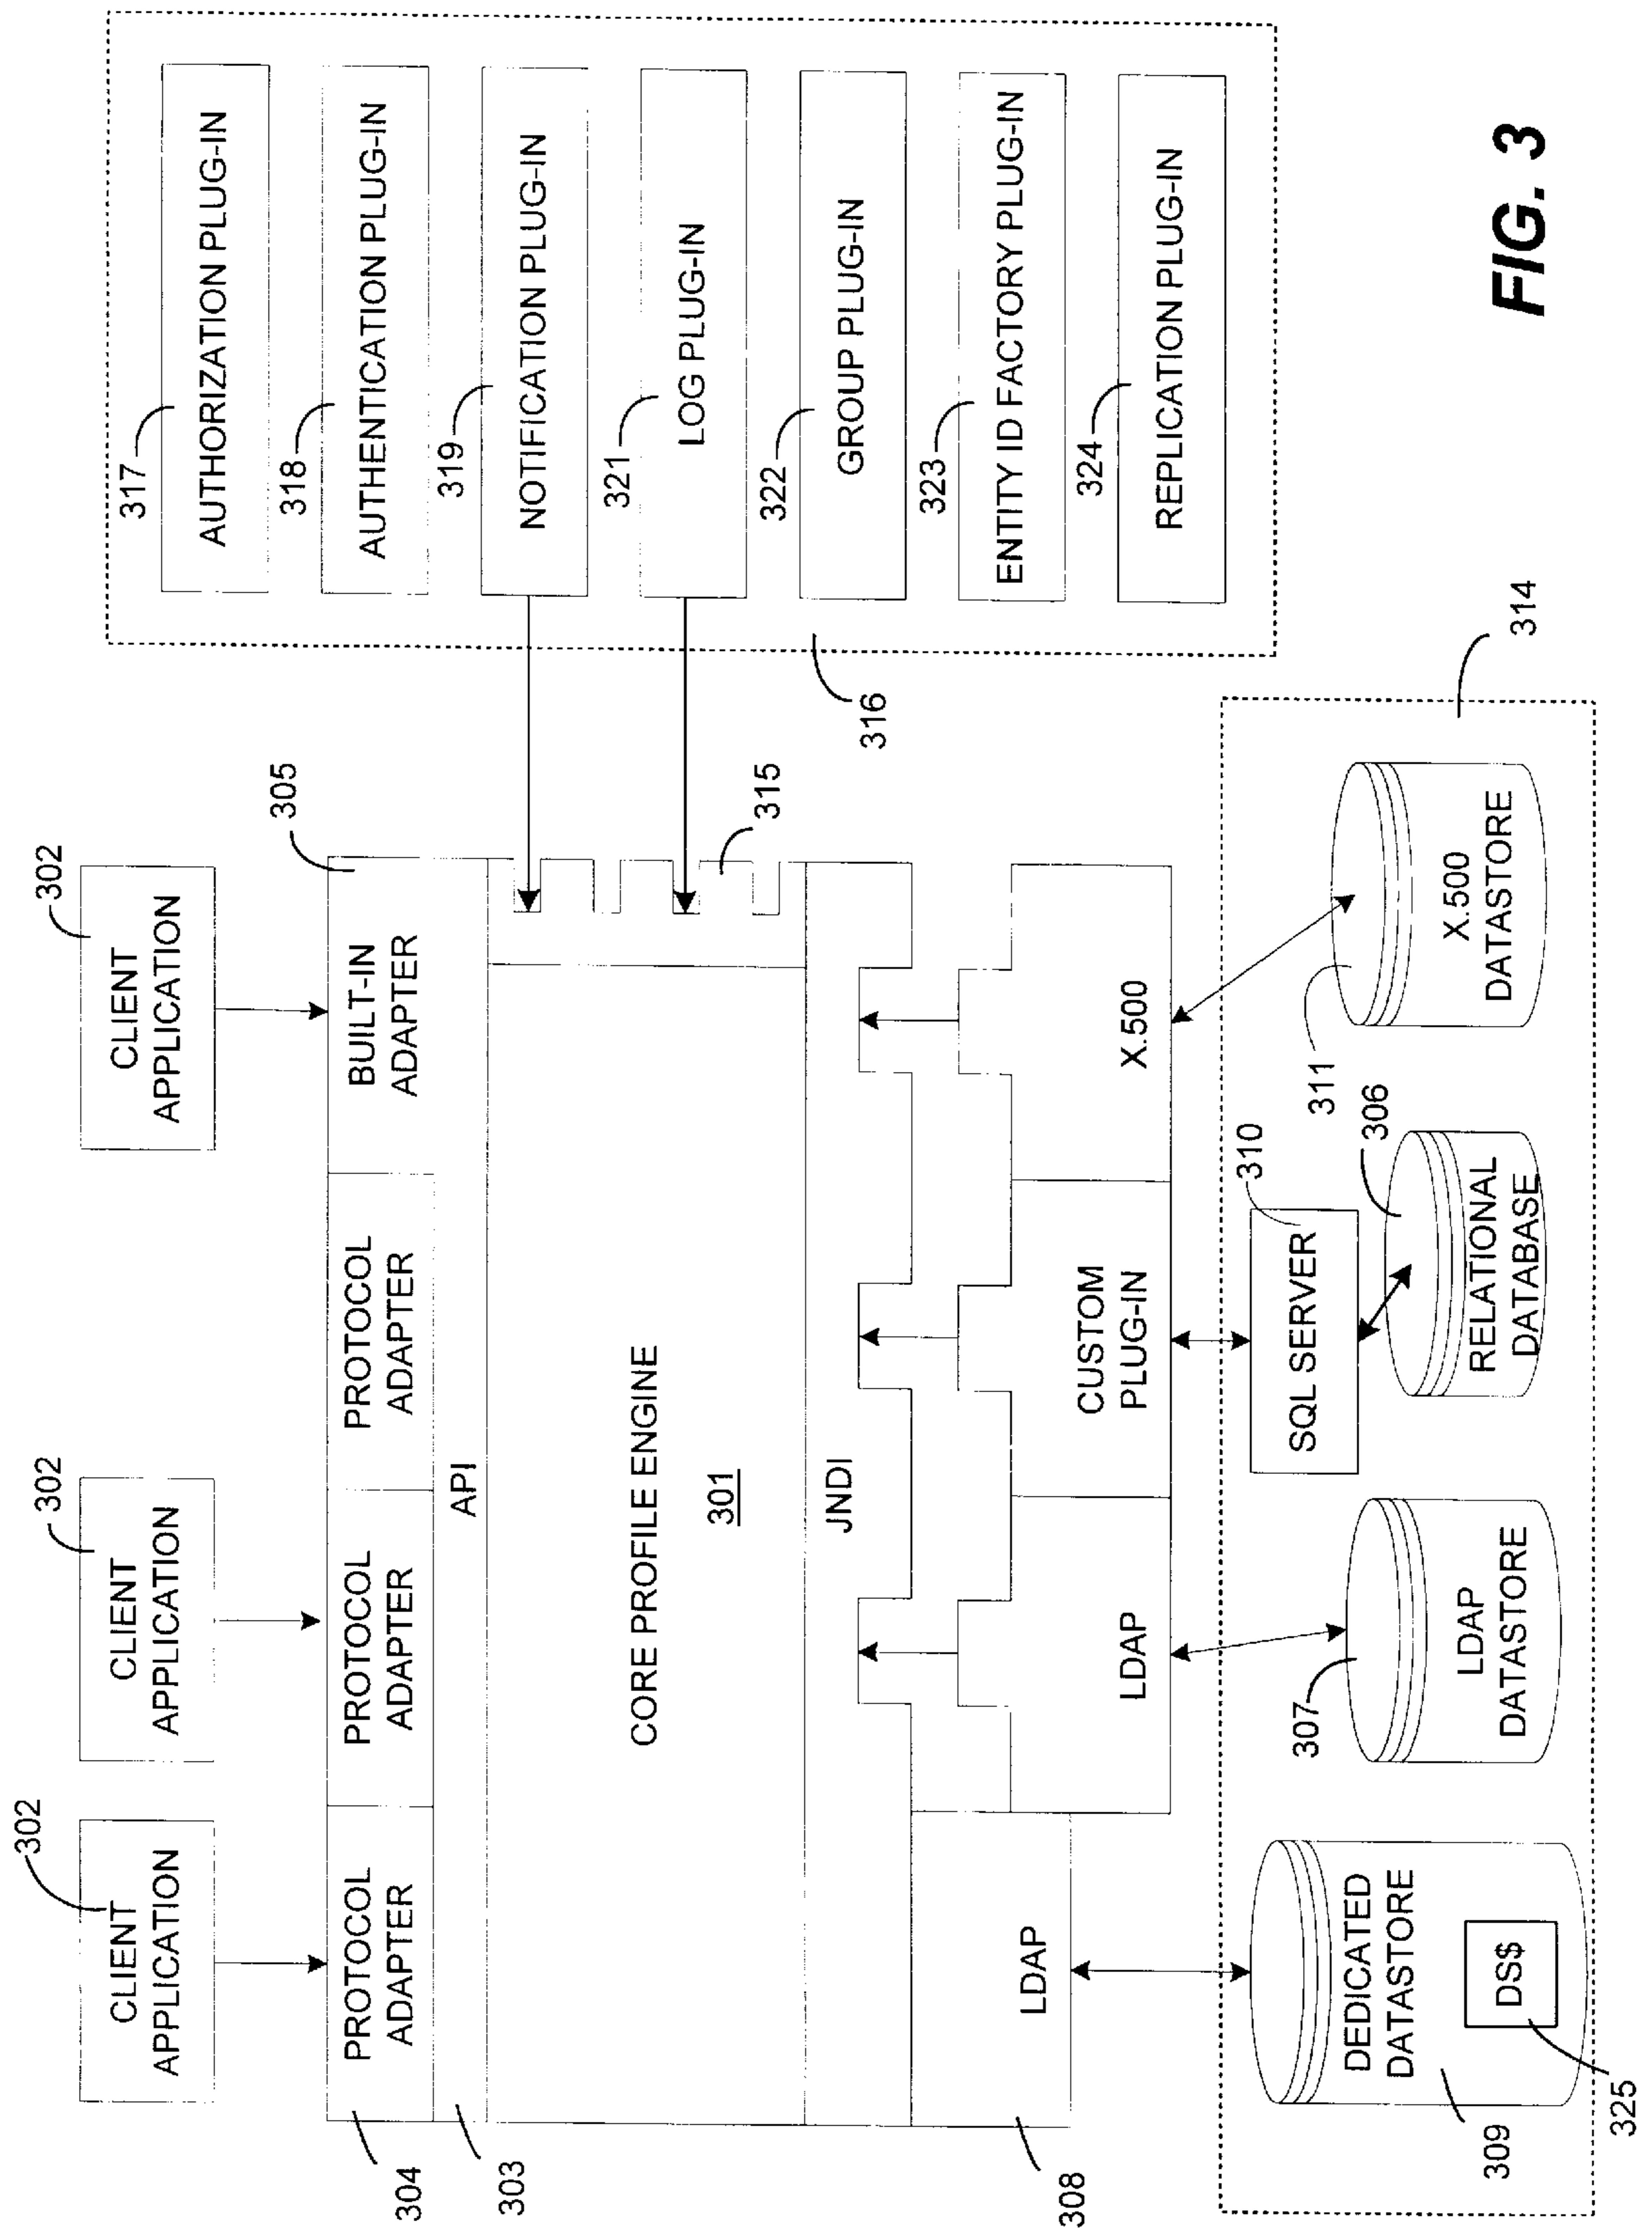 302
CLIENT
APPLICATION
302
CLIENT
APPLICATION
302
CLIENT
APPLICATION
304
PROTOCOL
ADAPTER
PROTOCOL
ADAPTER
PROTOCOL
ADAPTER
305
BUILT-IN
ADAPTER
303
API
CORE PROFILE ENGINE
301
315
JNDI
308
LDAP
LDAP
CUSTOM
PLUG-IN
X.500
309
DEDICATED
DATASTORE
DS$
325
307
LDAP
DATASTORE
310
SQL SERVER
306
RELATIONAL
DATABASE
311
X.500
DATASTORE
314
316
317
AUTHORIZATION PLUG-IN
318
AUTHENTICATION PLUG-IN
319
NOTIFICATION PLUG-IN
321
LOG PLUG-IN
322
GROUP PLUG-IN
323
ENTITY ID FACTORY PLUG-IN
324
REPLICATION PLUG-IN
FIG. 3